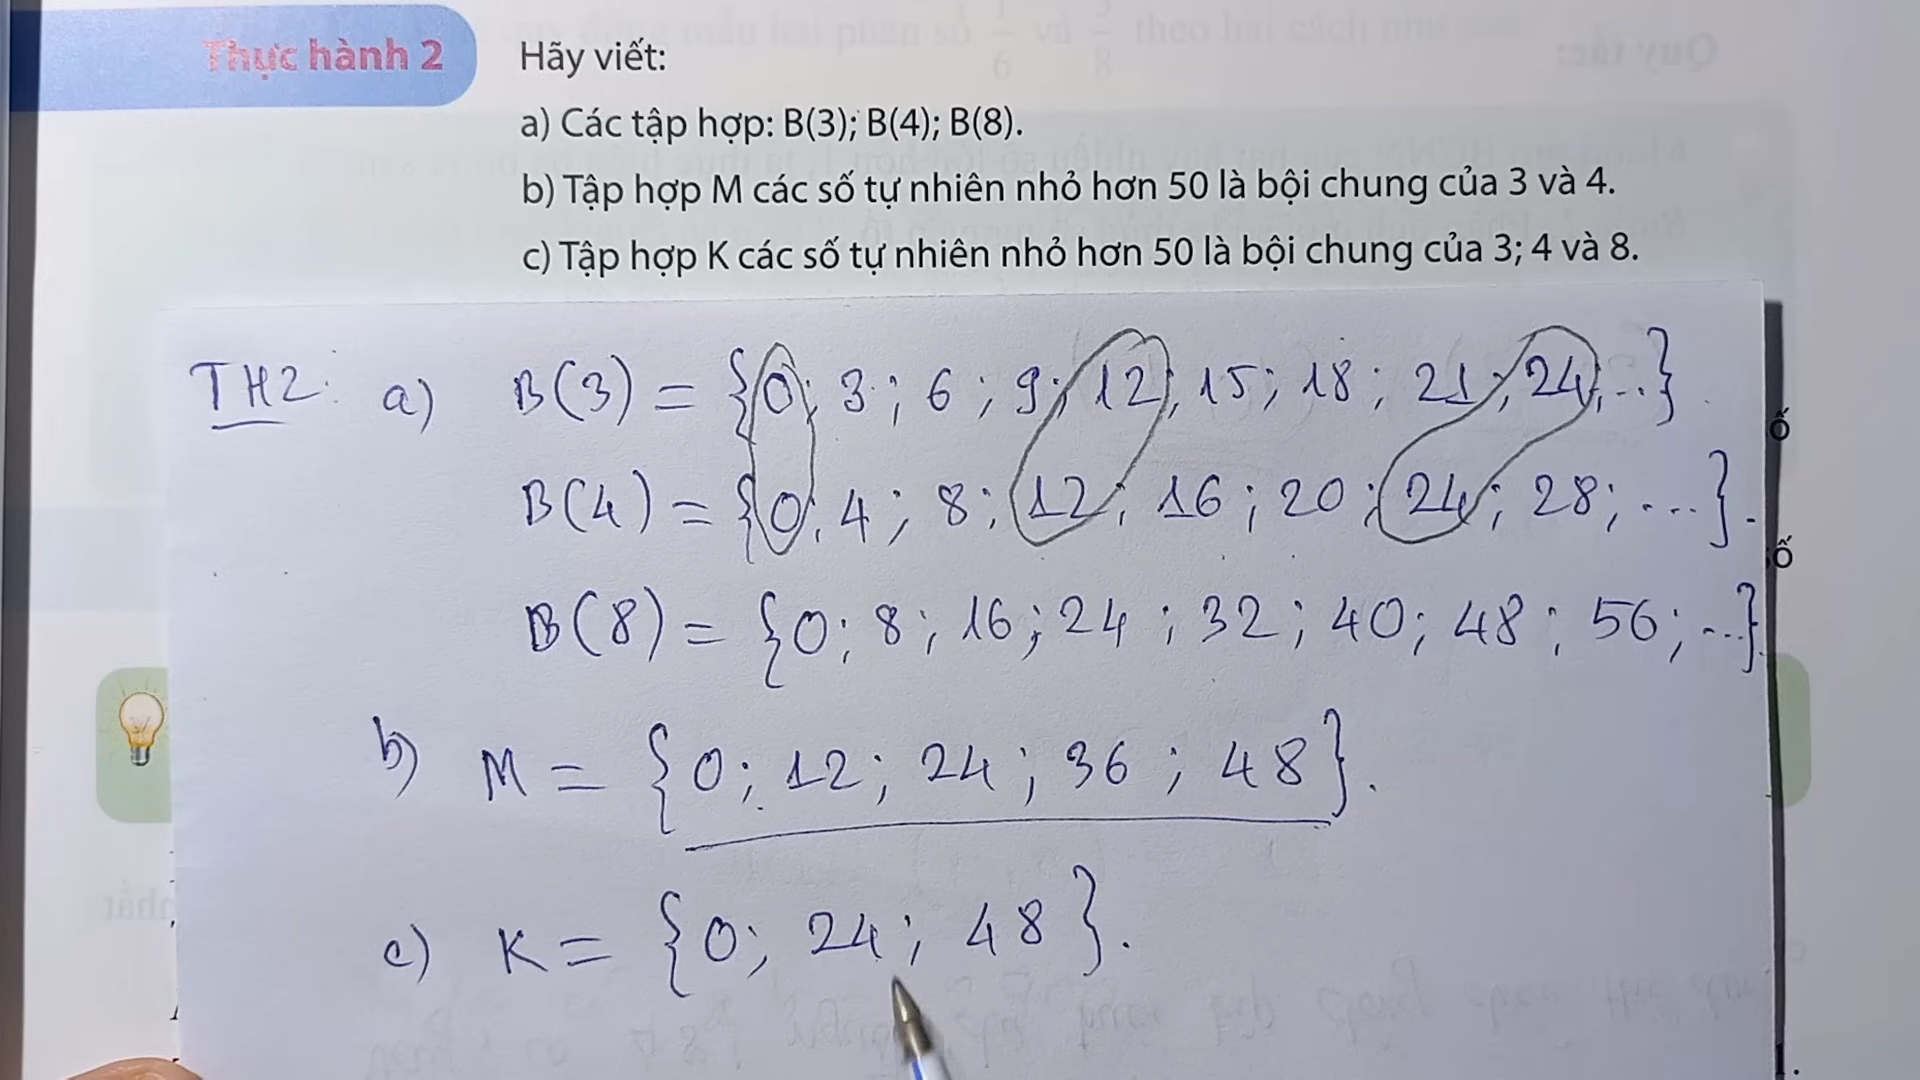 Thực hành 2
Hãy viết:
a) Các tập hợp: B(3); B(4); B(8).
b) Tập hợp M các số tự nhiên nhỏ hơn 50 là bội chung của 3 và 4.
c) Tập hợp K các số tự nhiên nhỏ hơn 50 là bội chung của 3; 4 và 8.
TH2: a) B(3) = {0; 3; 6; 9; 12; 15; 18; 21; 24; ...}
B(4) = {0; 4; 8; 12; 16; 20; 24; 28; ...}.
B(8) = {0; 8; 16; 24; 32; 40; 48; 56; ...}.
b) M = {0; 12; 24; 36; 48}.
c) K = {0; 24; 48}.